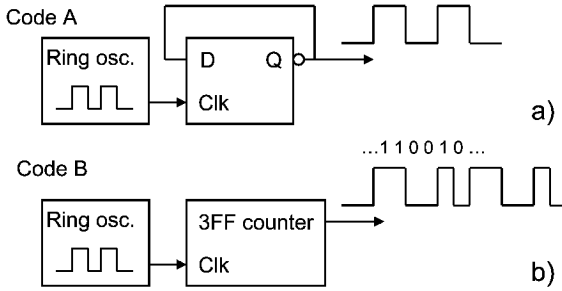 Code A
Ring osc.
D Q
Clk
a)
...1 1 0 0 1 0 ...
Code B
Ring osc.
3FF counter
Clk
b)